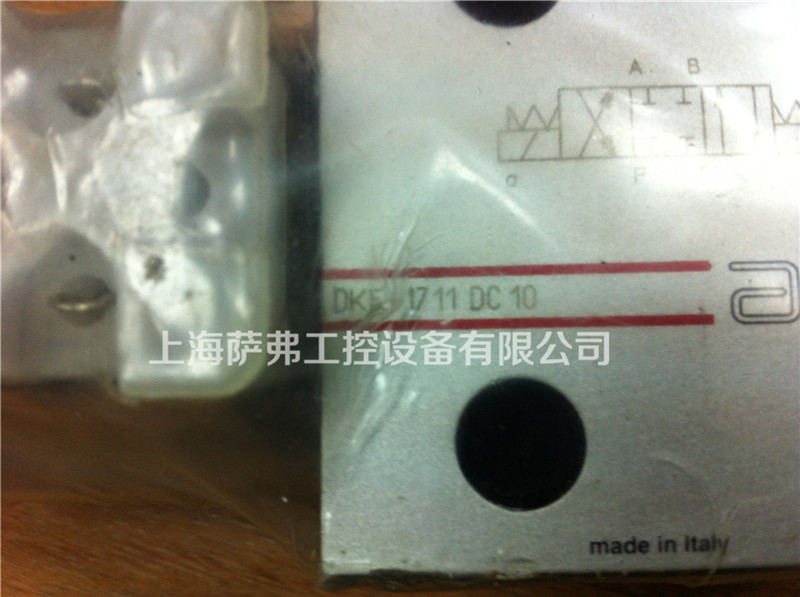 A B
a P
DKE 1711 DC 10
上海萨弗工控设备有限公司
made in Italy